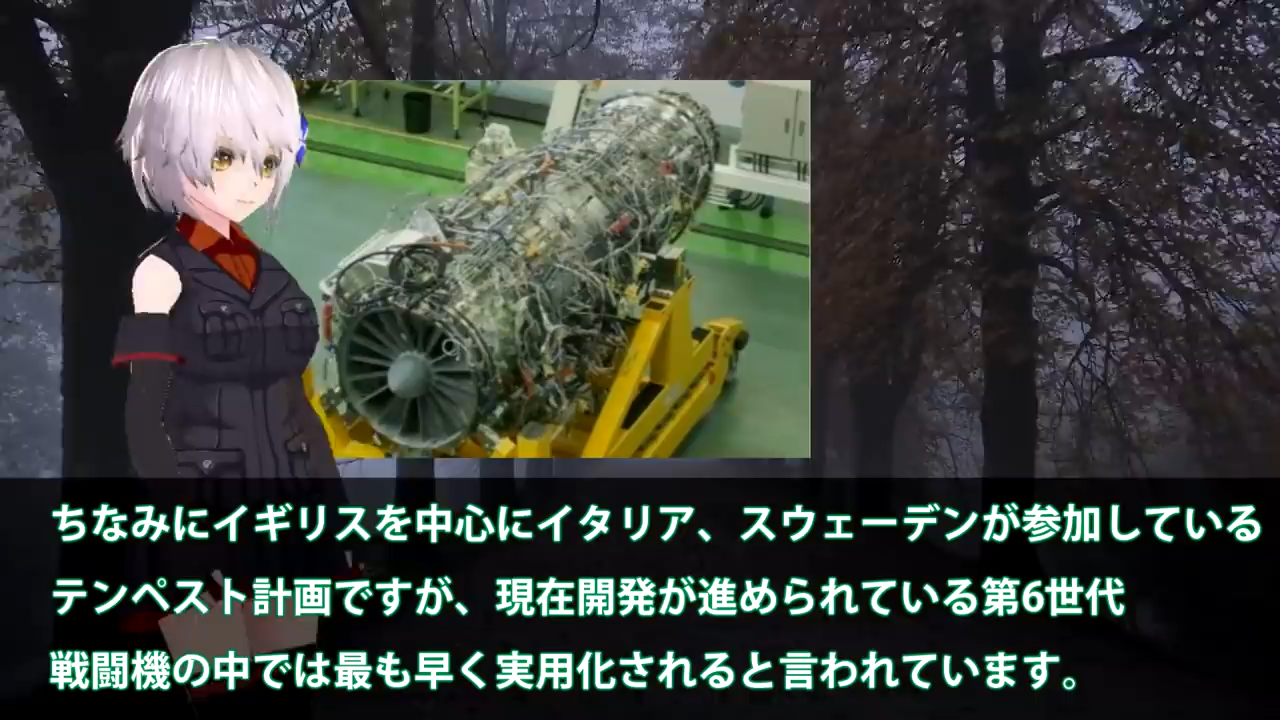 ちなみにイギリスを中心にイタリア、スウェーデンが参加している
テンペスト計画ですが、現在開発が進められている第6世代
戦闘機の中では最も早く実用化されると言われています。